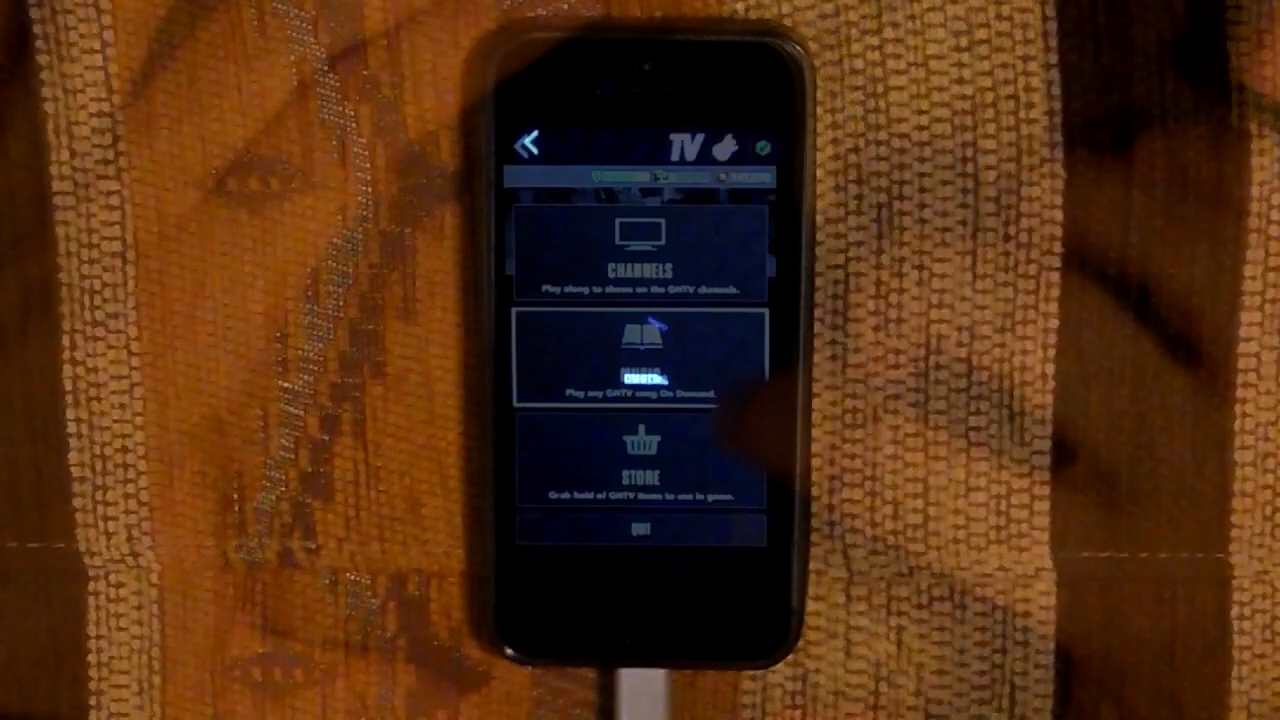 TV
CHANNELS
Play along to shows on the GHTV channels.
Play any GHTV song On Demand.
STORE
Grab hold of GHTV items to use in game.
QUIT